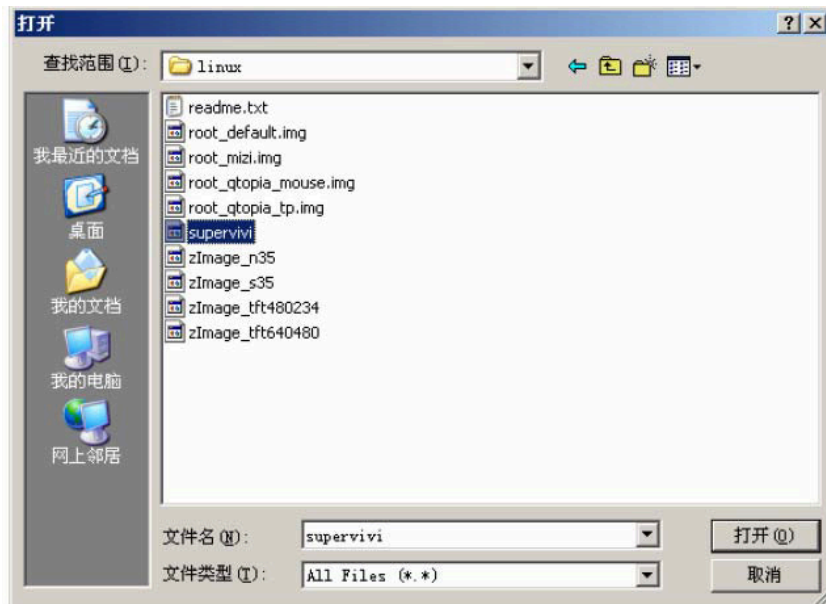 打开
查找范围(I):
linux
我最近的文档
桌面
我的文档
我的电脑
网上邻居
readme.txt
root_default.img
root_mizi.img
root_qtopia_mouse.img
root_qtopia_tp.img
supervivi
zImage_n35
zImage_s35
zImage_tft480234
zImage_tft640480
文件名(N):
supervivi
打开(O)
文件类型(T):
All Files (*.*)
取消